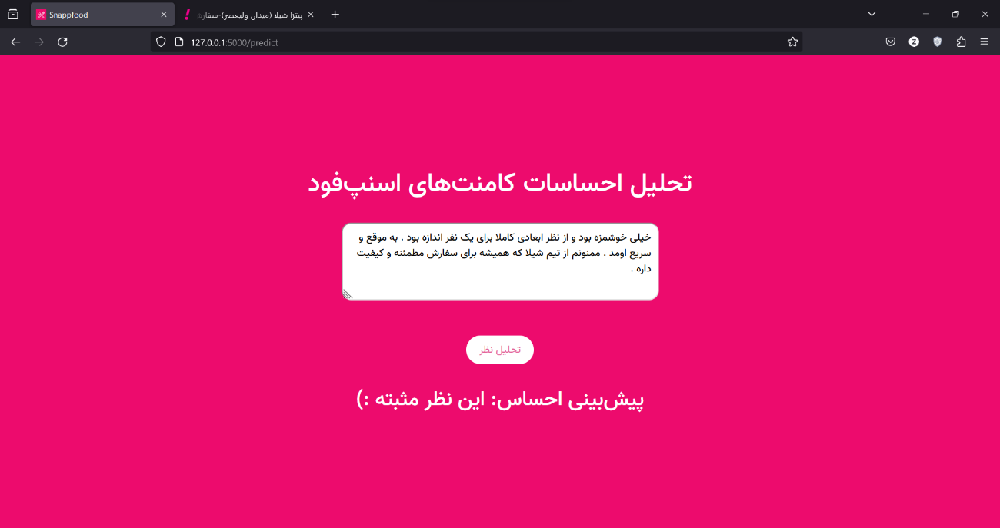 Snappfood
پیتزا شیلا (میدان ولیعصر)-سفارش
127.0.0.1:5000/predict
Z
تحلیل احساسات کامنت‌های اسنپ‌فود
خیلی خوشمزه بود و از نظر ابعادی کاملا برای یک نفر اندازه بود . به موقع و
سریع اومد . ممنونم از تیم شیلا که همیشه برای سفارش مطمئنه و کیفیت
داره .
تحلیل نظر
پیش‌بینی احساس: این نظر مثبته :)